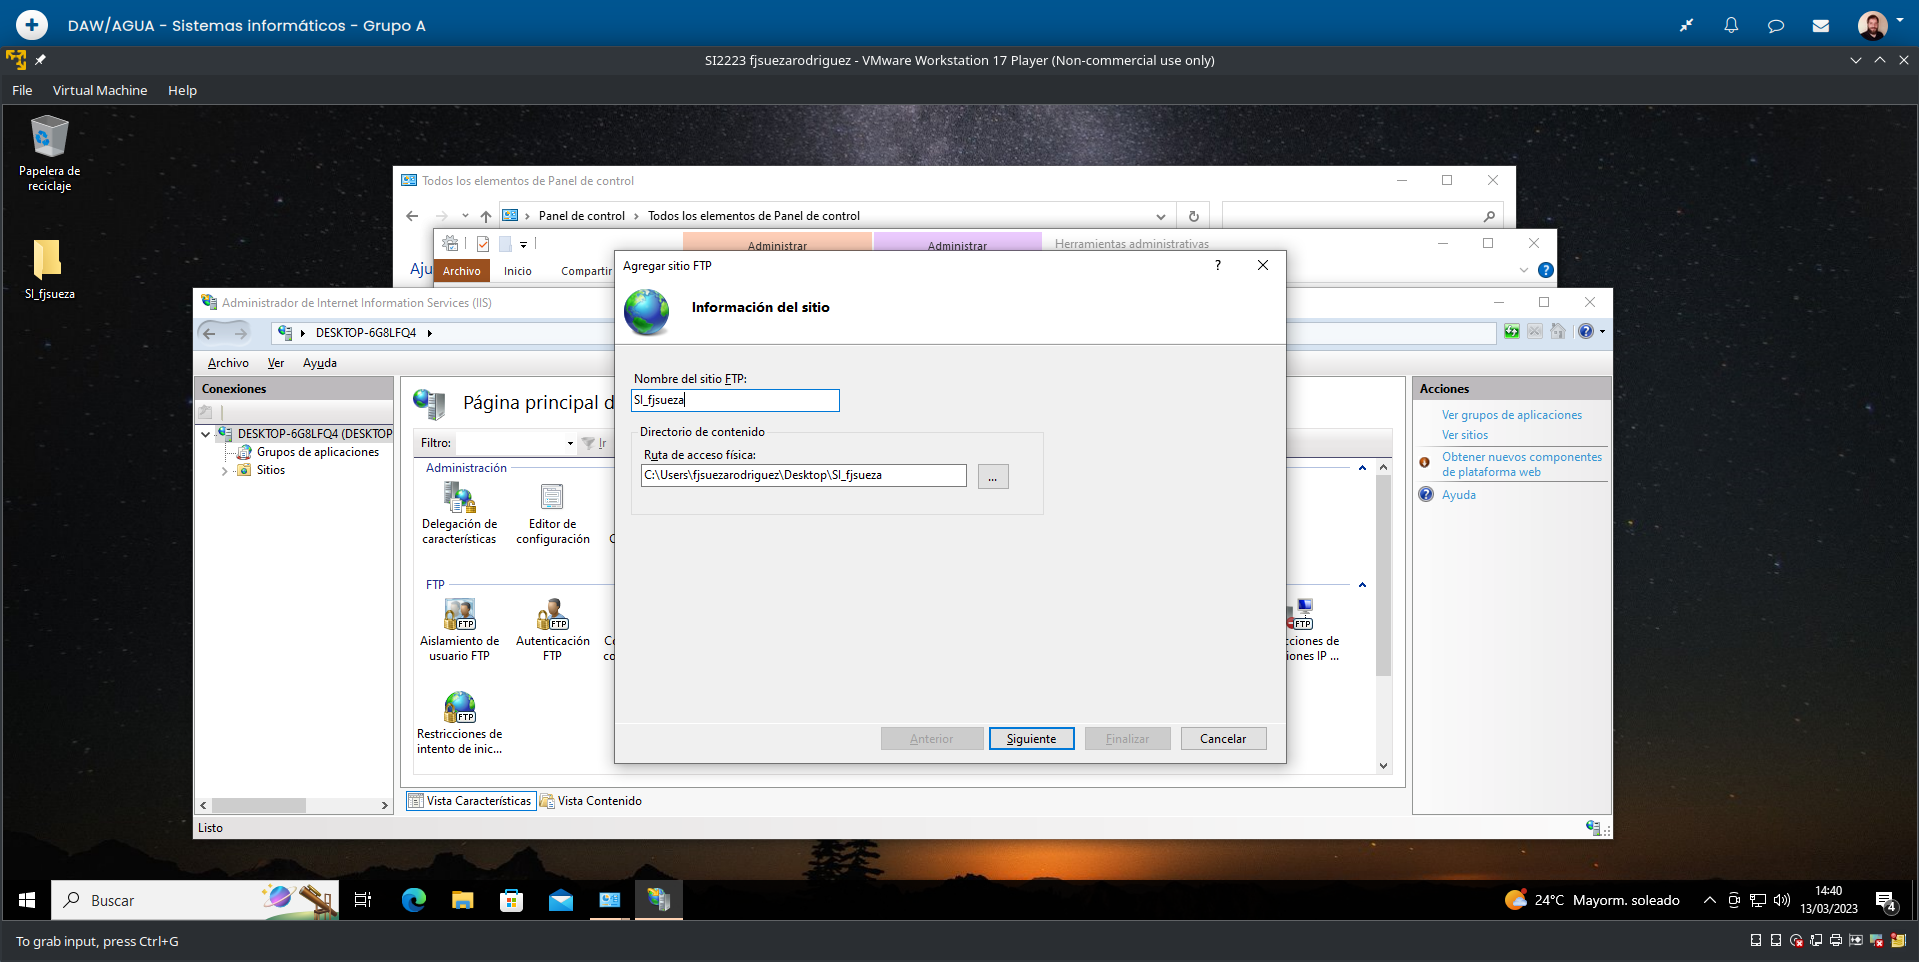 DAW/AGUA - Sistemas informáticos - Grupo A
SI2223 fjsuezarodriguez - VMware Workstation 17 Player (Non-commercial use only)
File Virtual Machine Help
Papelera de
reciclaje
SI_fjsueza
Todos los elementos de Panel de control
Panel de control Todos los elementos de Panel de control
Administrar Administrar Herramientas administrativas
Archivo Inicio Compartir
Agregar sitio FTP
?
Información del sitio
Nombre del sitio FTP:
SI_fjsueza
Directorio de contenido
Ruta de acceso física:
C:\Users\fjsuezarodriguez\Desktop\SI_fjsueza
...
Anterior Siguiente Finalizar Cancelar
Administrador de Internet Information Services (IIS)
DESKTOP-6G8LFQ4
Archivo Ver Ayuda
Conexiones
DESKTOP-6G8LFQ4 (DESKTOP
Grupos de aplicaciones
Sitios
Página principal d
Filtro: Ir
Administración
Delegación de
características
Editor de
configuración
FTP
Aislamiento de
usuario FTP
Autenticación
FTP
Restricciones de
intento de inic...
cciones de
iones IP ...
Vista Características Vista Contenido
Listo
Acciones
Ver grupos de aplicaciones
Ver sitios
Obtener nuevos componentes
de plataforma web
Ayuda
Buscar
24°C Mayorm. soleado
14:40
13/03/2023
4
To grab input, press Ctrl+G